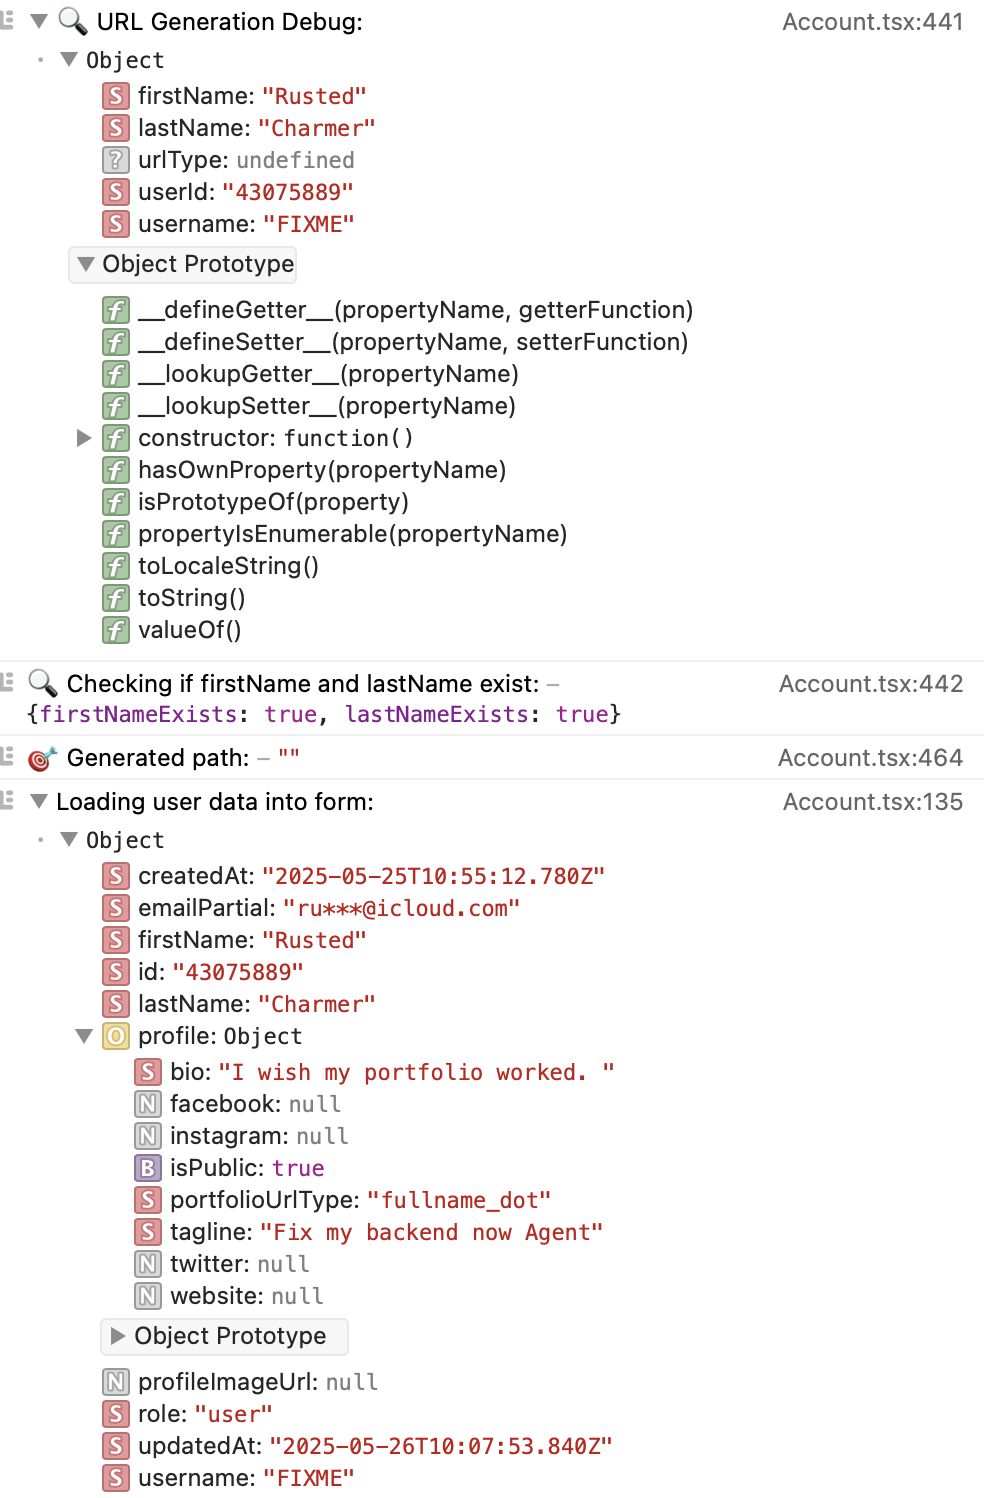 URL Generation Debug: Account.tsx:441
Object
S firstName: "Rusted"
S lastName: "Charmer"
? urlType: undefined
S userId: "43075889"
S username: "FIXME"
Object Prototype
f __defineGetter__(propertyName, getterFunction)
f __defineSetter__(propertyName, setterFunction)
f __lookupGetter__(propertyName)
f __lookupSetter__(propertyName)
f constructor: function()
f hasOwnProperty(propertyName)
f isPrototypeOf(property)
f propertyIsEnumerable(propertyName)
f toLocaleString()
f toString()
f valueOf()
Checking if firstName and lastName exist: – Account.tsx:442
{firstNameExists: true, lastNameExists: true}
Generated path: – "" Account.tsx:464
Loading user data into form: Account.tsx:135
Object
S createdAt: "2025-05-25T10:55:12.780Z"
S emailPartial: "ru***@icloud.com"
S firstName: "Rusted"
S id: "43075889"
S lastName: "Charmer"
O profile: Object
S bio: "I wish my portfolio worked. "
N facebook: null
N instagram: null
B isPublic: true
S portfolioUrlType: "fullname_dot"
S tagline: "Fix my backend now Agent"
N twitter: null
N website: null
Object Prototype
N profileImageUrl: null
S role: "user"
S updatedAt: "2025-05-26T10:07:53.840Z"
S username: "FIXME"